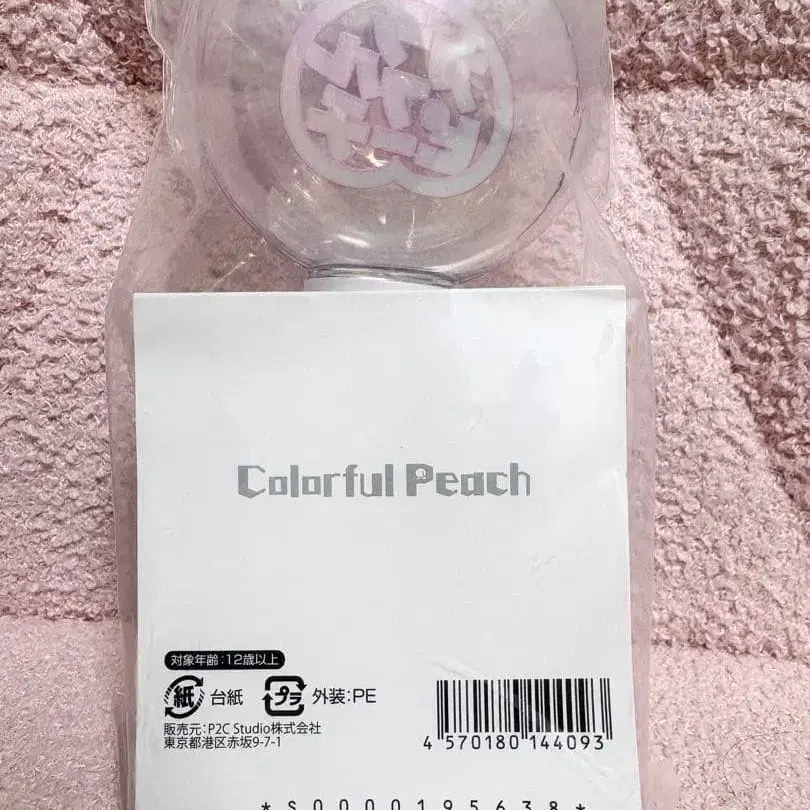 Colorful Peach
対象年齢:12歳以上
紙 台紙 プラ 外装:PE
販売元:P2C Studio株式会社
東京都港区赤坂9-7-1
4 570180 144093
*S0000195638*